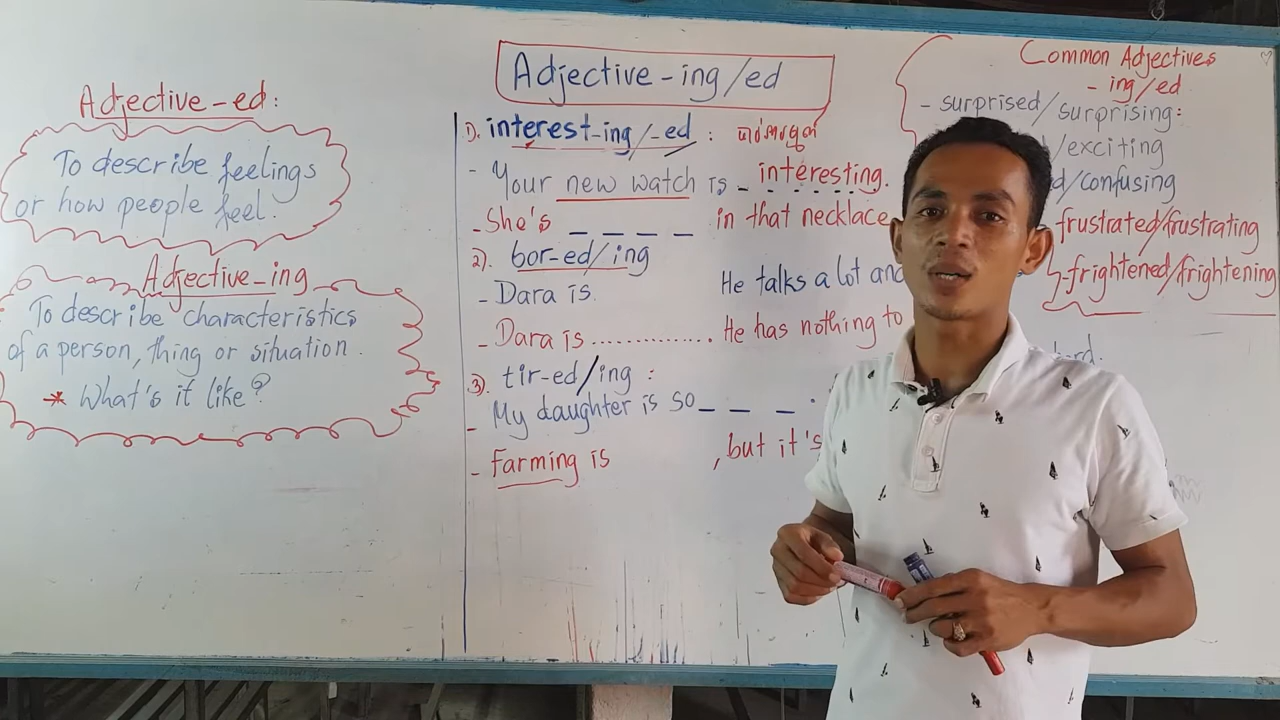 Adjective-ed:
To describe feelings
or how people feel.
Adjective-ing
To describe characteristics
of a person, thing or situation.
* What's it like?
Adjective-ing/ed
1). interest-ing/-ed :
- Your new watch is - interesting.
- She's _ _ _ _ in that necklace
2). bor-ed/ing
- Dara is. He talks a lot and
- Dara is .............. He has nothing to
3). tir-ed/ing :
- My daughter is so _ _ _ .
- Farming is , but it's
Common Adjectives
- ing/ed
- surprised/surprising:
/exciting
d/confusing
frustrated/frustrating
-frightened/frightening